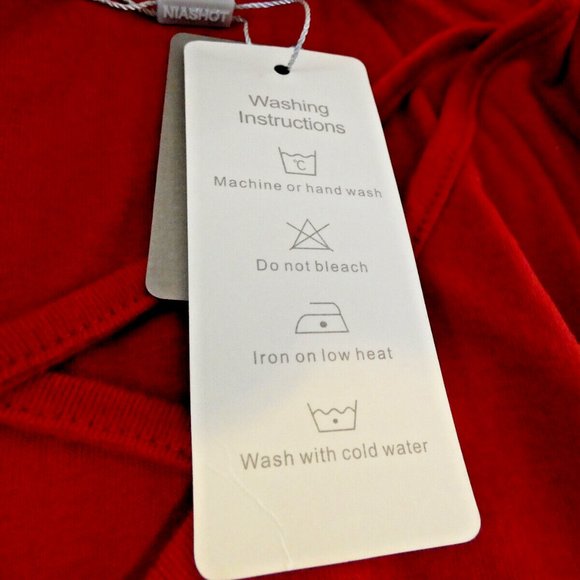 NIASHOT
Washing
Instructions
°C
Machine or hand wash
Do not bleach
Iron on low heat
Wash with cold water